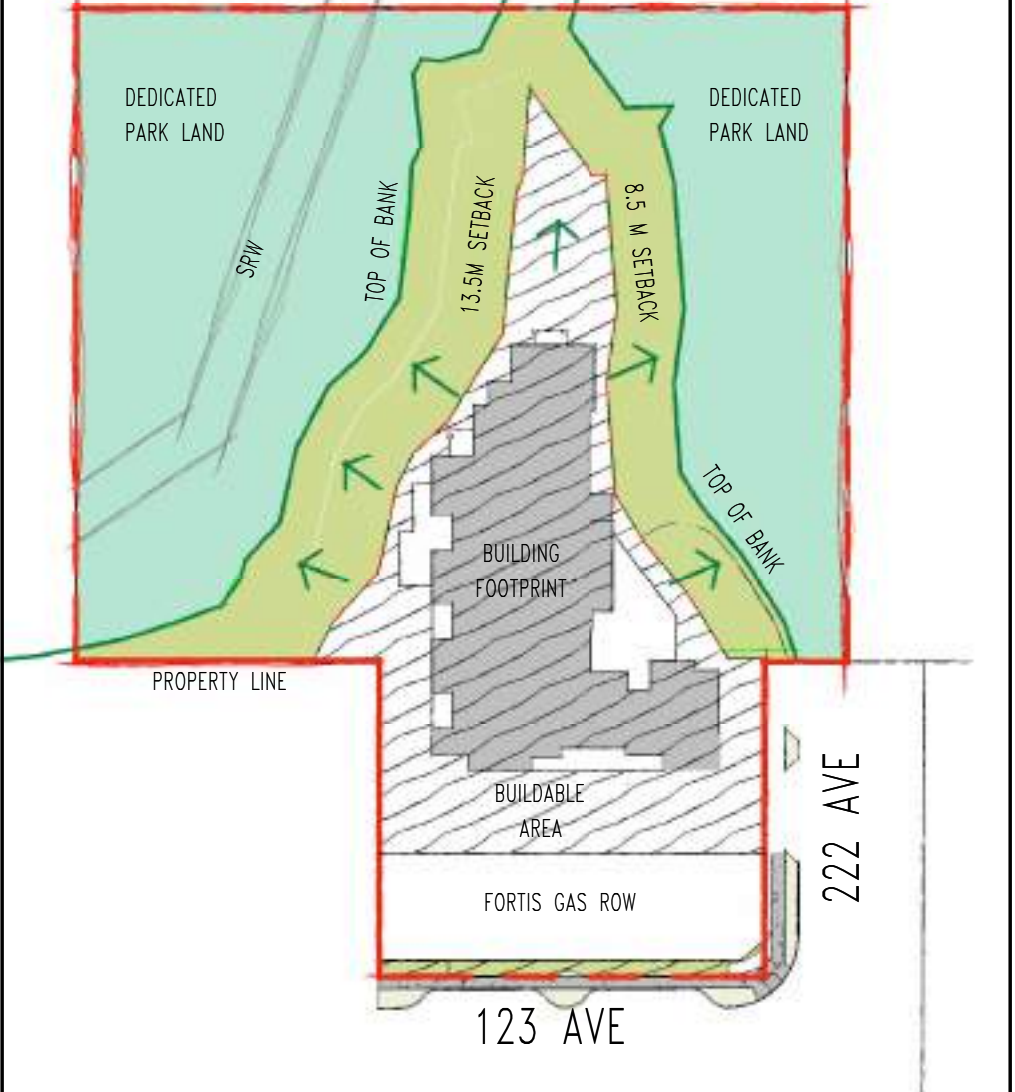 DEDICATED
PARK LAND
DEDICATED
PARK LAND
SRW
TOP OF BANK
13.5M SETBACK
8.5 M SETBACK
TOP OF BANK
BUILDING
FOOTPRINT
PROPERTY LINE
BUILDABLE
AREA
222 AVE
FORTIS GAS ROW
123 AVE